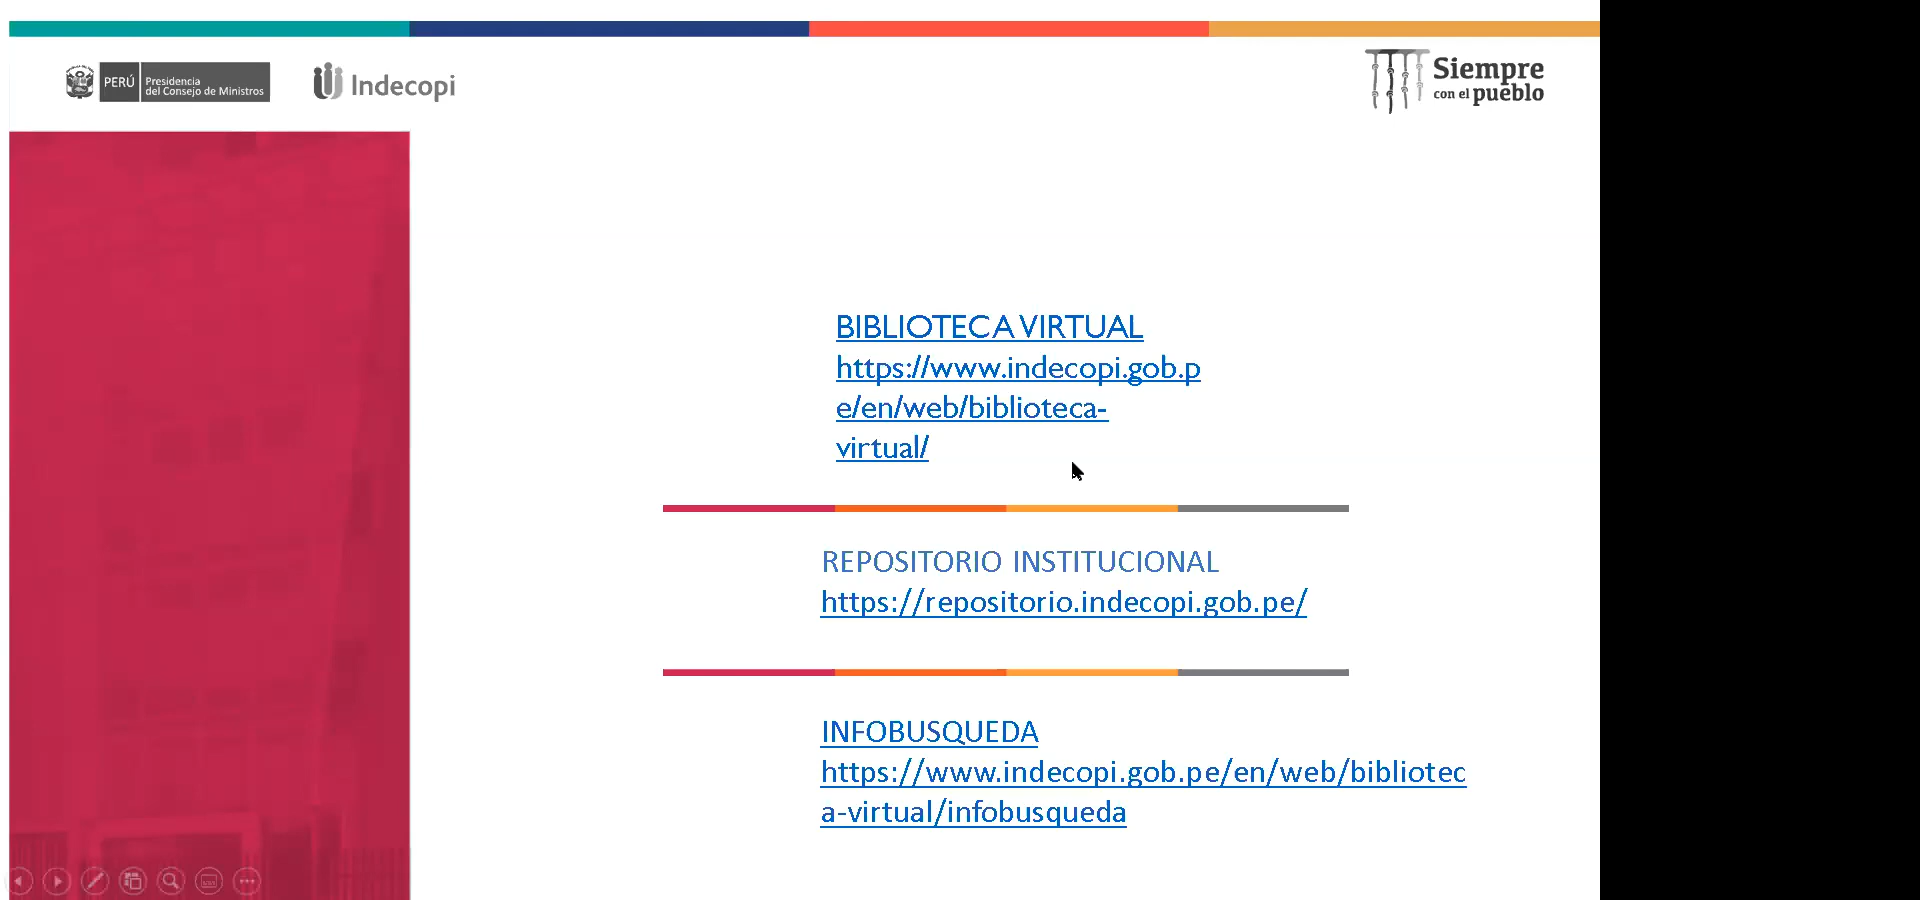 PERÚ
Presidencia
del Consejo de Ministros
Indecopi
Siempre
con el pueblo
BIBLIOTECA VIRTUAL
https://www.indecopi.gob.p
e/en/web/biblioteca-
virtual/
REPOSITORIO INSTITUCIONAL
https://repositorio.indecopi.gob.pe/
INFOBUSQUEDA
https://www.indecopi.gob.pe/en/web/bibliotec
a-virtual/infobusqueda